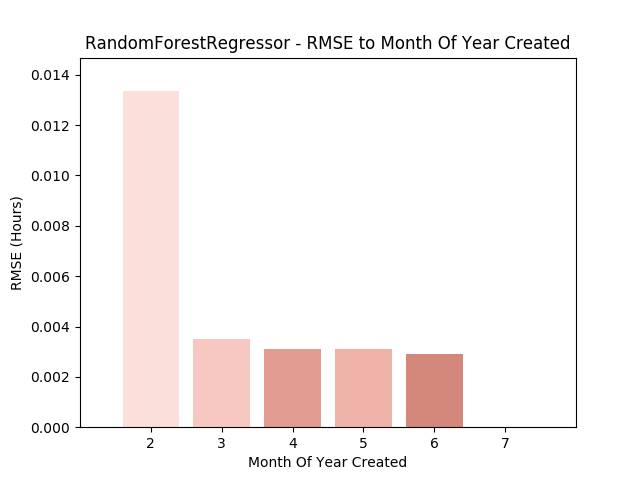 RandomForestRegressor - RMSE to Month Of Year Created
0.014
0.012
0.010
0.008
0.006
0.004
0.002
0.000
RMSE (Hours)
2 3 4 5 6 7
Month Of Year Created